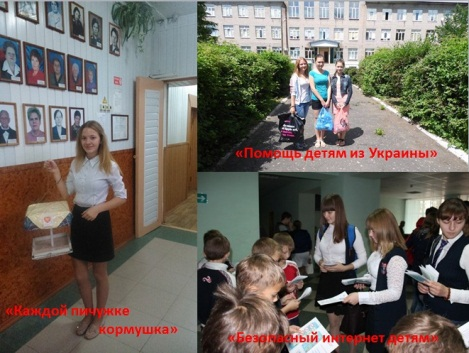 «Помощь детям из Украины»
«Каждой пичужке
кормушка»
«Безопасный интернет детям»